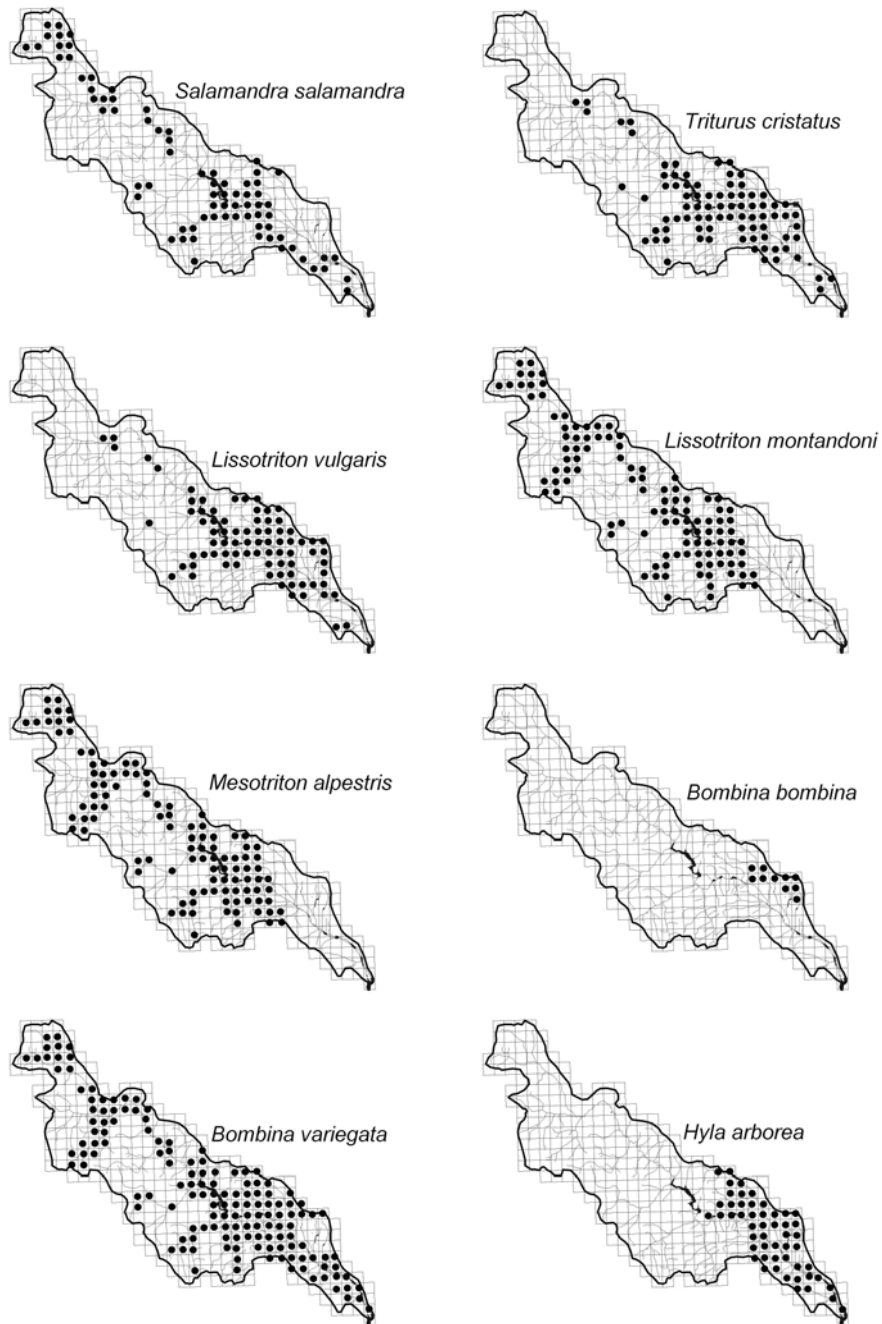 Salamandra salamandra
Triturus cristatus
Lissotriton vulgaris
Lissotriton montandoni
Mesotriton alpestris
Bombina bombina
Bombina variegata
Hyla arborea